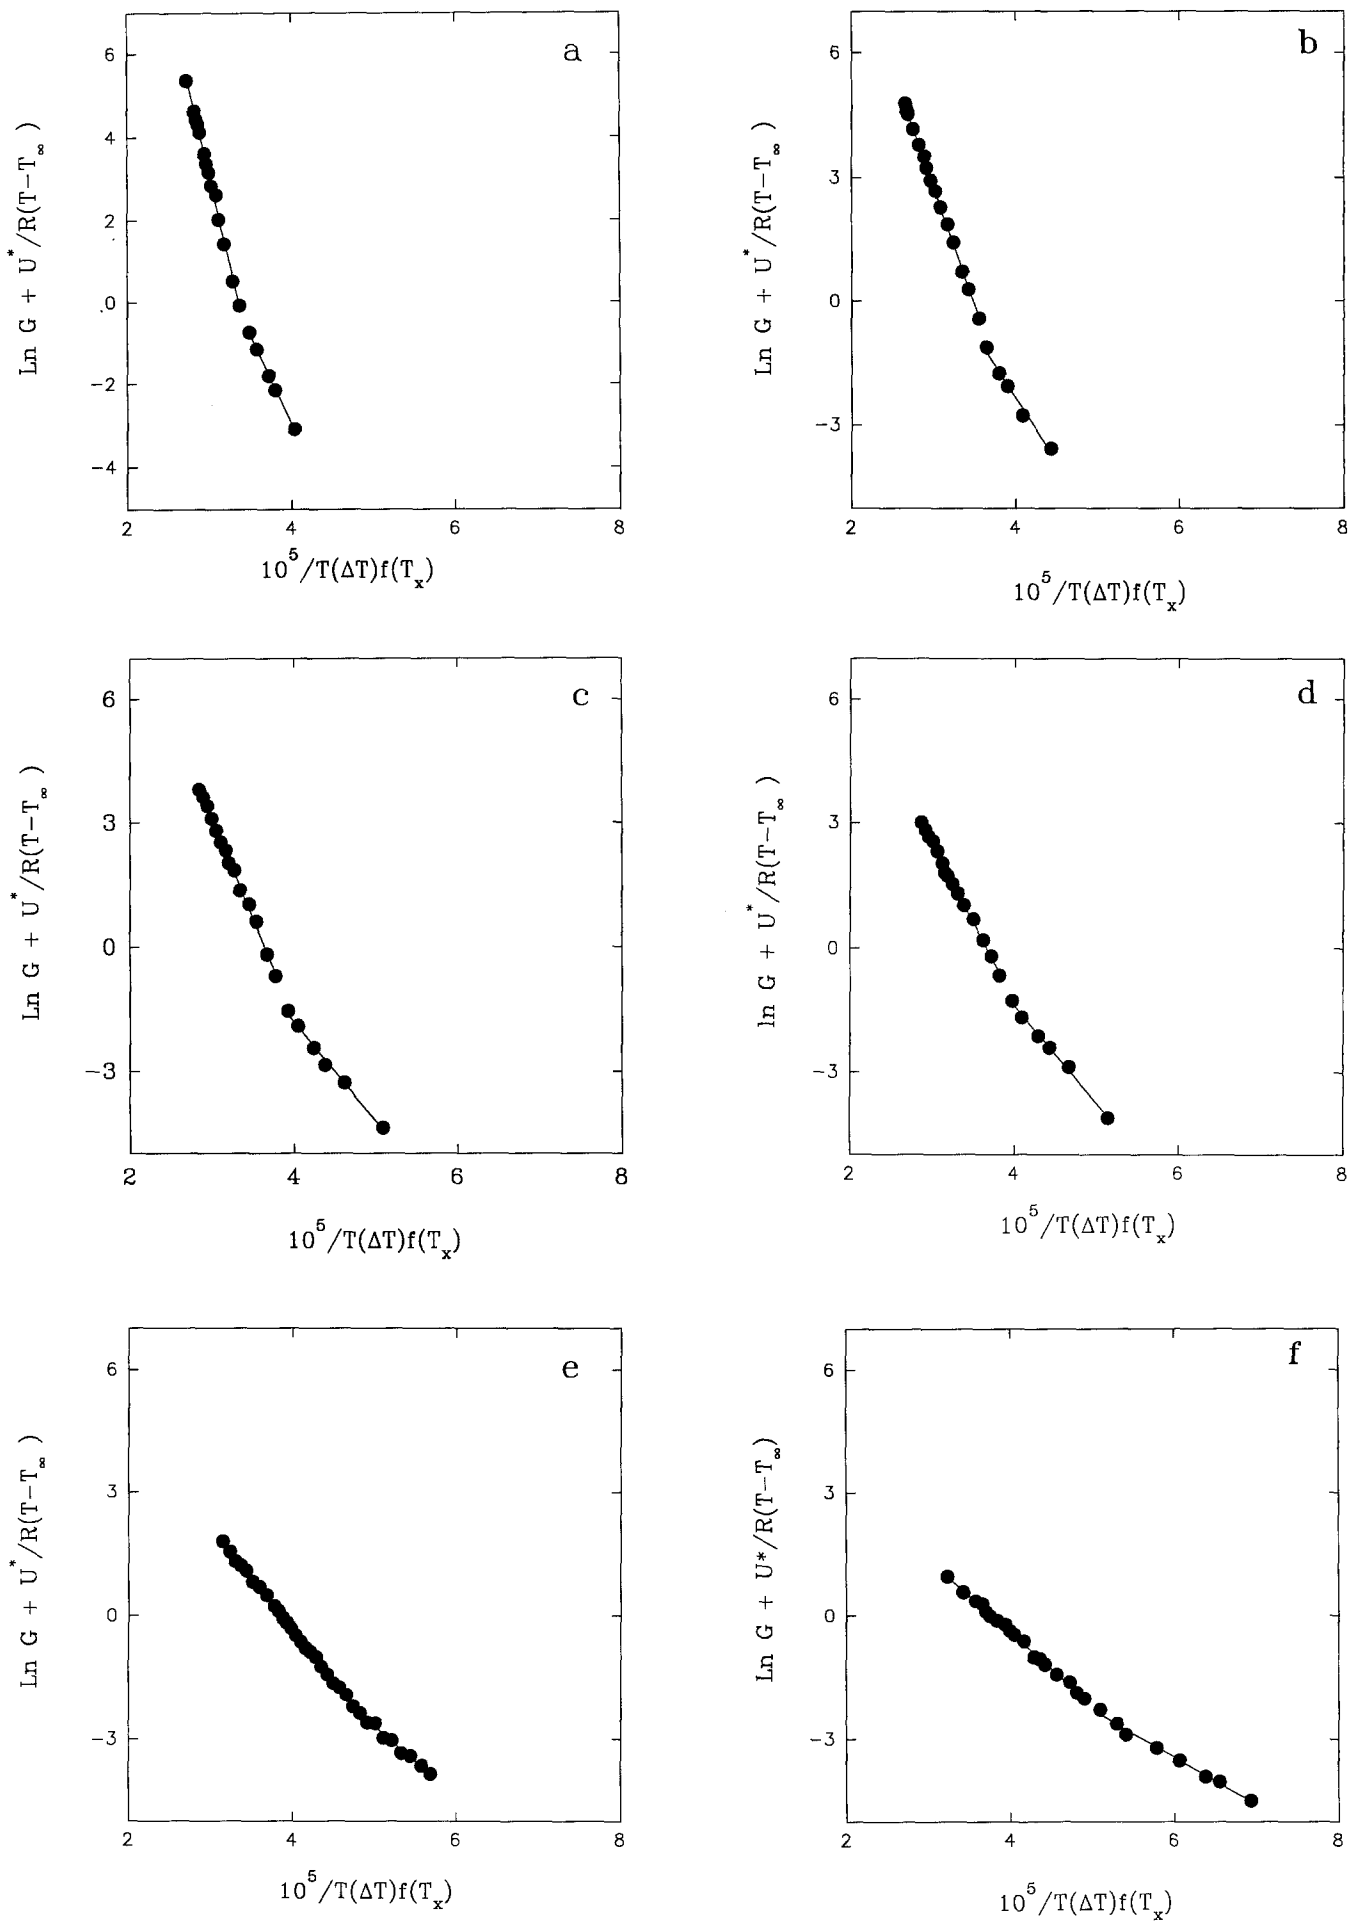 a
6
4
2
.0
−2
−4
2 4 6 8
Ln G + U*/R(T−T∞ )
10⁵/T(ΔT)f(Tₓ)
b
6
3
0
−3
2 4 6 8
Ln G + U*/R(T−T∞ )
10⁵/T(ΔT)f(Tₓ)
c
6
3
0
−3
2 4 6 8
Ln G + U*/R(T−T∞ )
10⁵/T(ΔT)f(Tₓ)
d
6
3
0
−3
2 4 6 8
ln G + U*/R(T−T∞ )
10⁵/T(ΔT)f(Tₓ)
e
6
3
0
−3
2 4 6 8
Ln G + U*/R(T−T∞ )
10⁵/T(ΔT)f(Tₓ)
f
6
3
0
−3
2 4 6 8
Ln G + U*/R(T−T∞)
10⁵/T(ΔT)f(Tₓ)